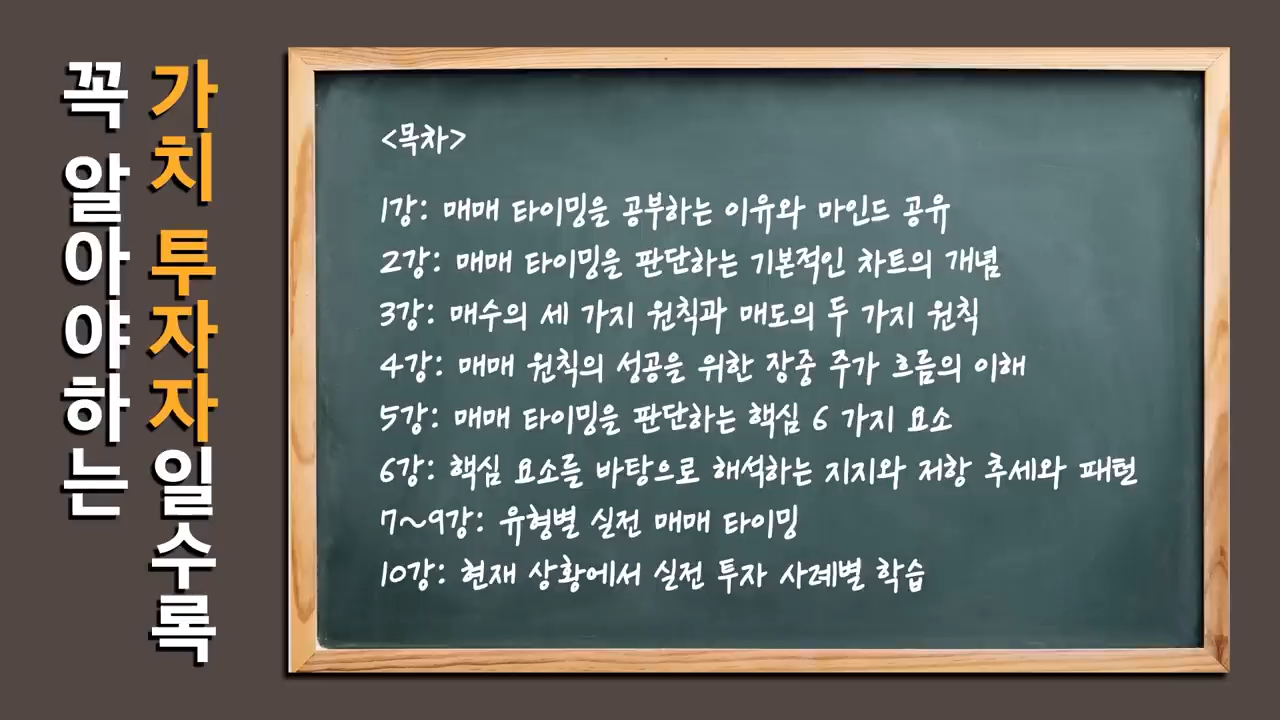 가치 투자자일수록
꼭 알아야하는
<목차>
1강: 매매 타이밍을 공부하는 이유와 마인드 공유
2강: 매매 타이밍을 판단하는 기본적인 차트의 개념
3강: 매수의 세 가지 원칙과 매도의 두 가지 원칙
4강: 매매 원칙의 성공을 위한 장중 주가 흐름의 이해
5강: 매매 타이밍을 판단하는 핵심 6 가지 요소
6강: 핵심 요소를 바탕으로 해석하는 지지와 저항 추세와 패턴
7~9강: 유형별 실전 매매 타이밍
10강: 현재 상황에서 실전 투자 사례별 학습